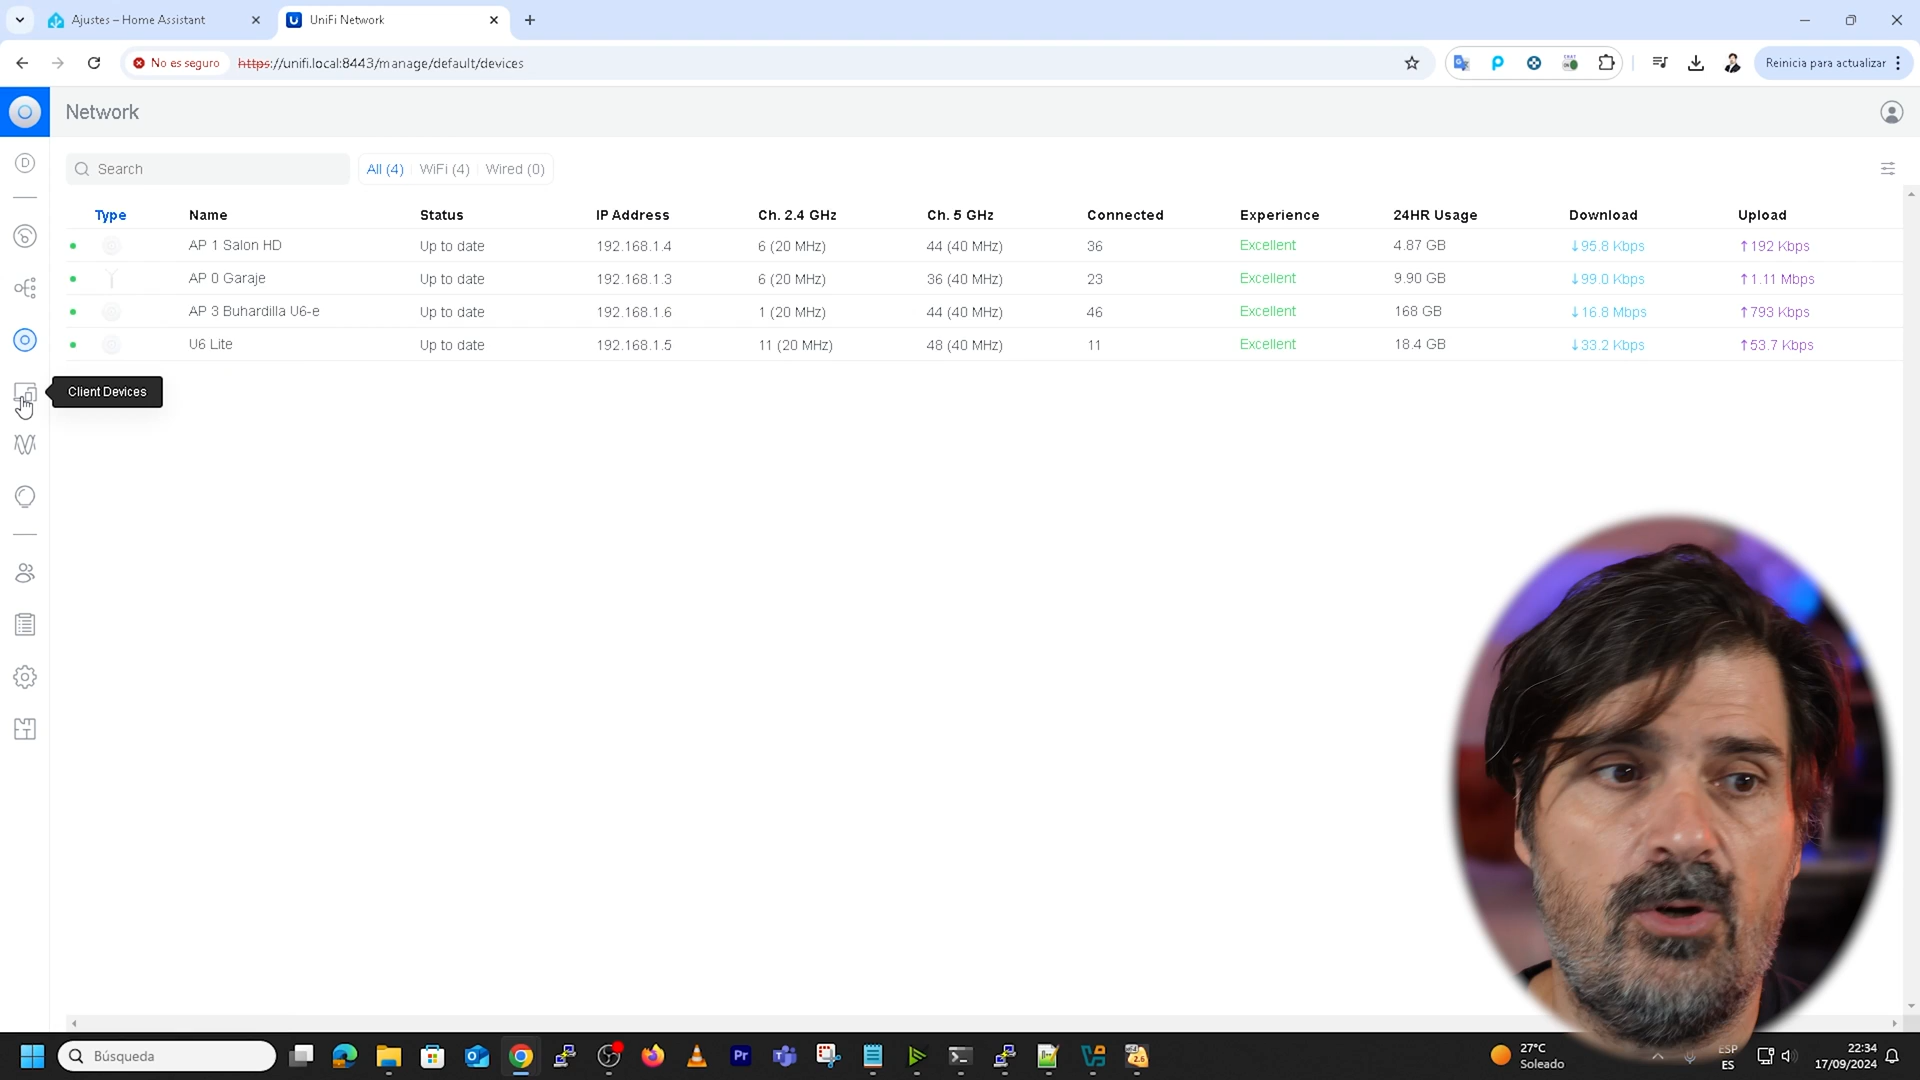 Ajustes – Home Assistant
UniFi Network
No es seguro
https://unifi.local:8443/manage/default/devices
Reinicia para actualizar
Network
D
Search
All (4) WiFi (4) Wired (0)
Type Name Status IP Address Ch. 2.4 GHz Ch. 5 GHz Connected Experience 24HR Usage Download Upload
AP 1 Salon HD Up to date 192.168.1.4 6 (20 MHz) 44 (40 MHz) 36 Excellent 4.87 GB ↓95.8 Kbps ↑192 Kbps
AP 0 Garaje Up to date 192.168.1.3 6 (20 MHz) 36 (40 MHz) 23 Excellent 9.90 GB ↓99.0 Kbps ↑1.11 Mbps
AP 3 Buhardilla U6-e Up to date 192.168.1.6 1 (20 MHz) 44 (40 MHz) 46 Excellent 168 GB ↓16.8 Mbps ↑793 Kbps
U6 Lite Up to date 192.168.1.5 11 (20 MHz) 48 (40 MHz) 11 Excellent 18.4 GB ↓33.2 Kbps ↑53.7 Kbps
Client Devices
Búsqueda
Pr
2.6
27°C
Soleado
ESP
ES
22:34
17/09/2024